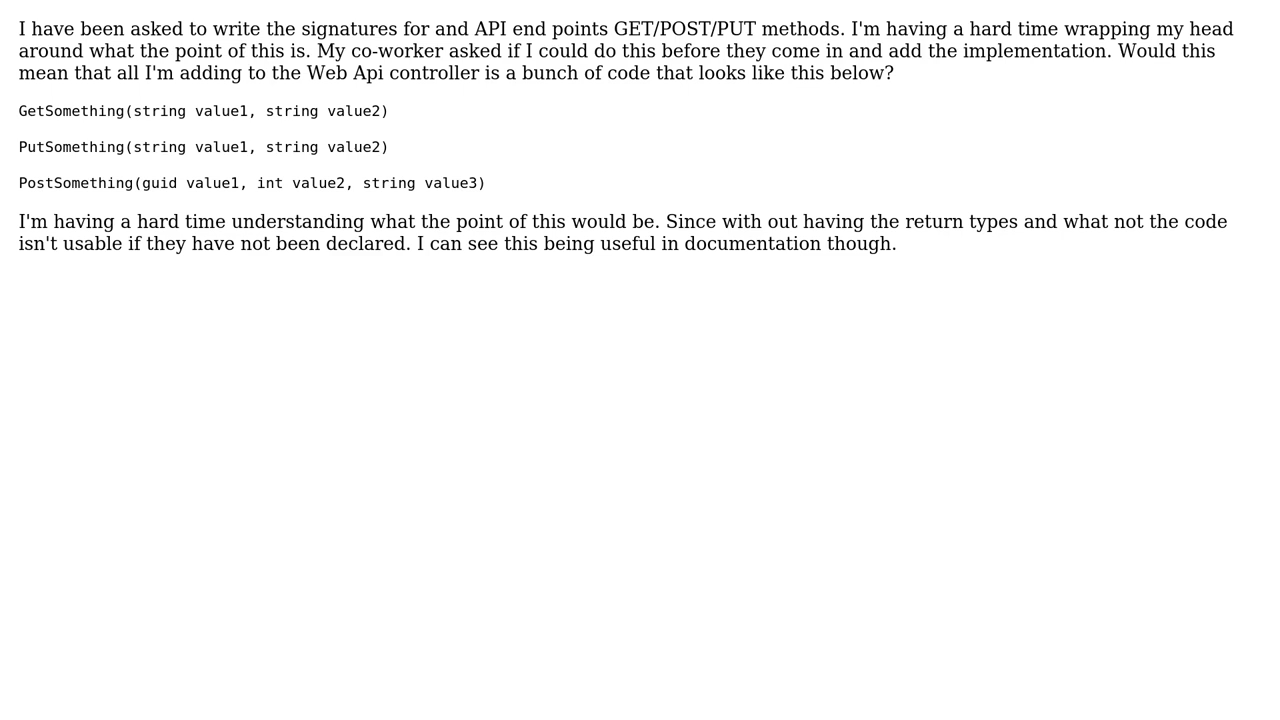 I have been asked to write the signatures for and API end points GET/POST/PUT methods. I'm having a hard time wrapping my head
around what the point of this is. My co-worker asked if I could do this before they come in and add the implementation. Would this
mean that all I'm adding to the Web Api controller is a bunch of code that looks like this below?
GetSomething(string value1, string value2)
PutSomething(string value1, string value2)
PostSomething(guid value1, int value2, string value3)
I'm having a hard time understanding what the point of this would be. Since with out having the return types and what not the code
isn't usable if they have not been declared. I can see this being useful in documentation though.